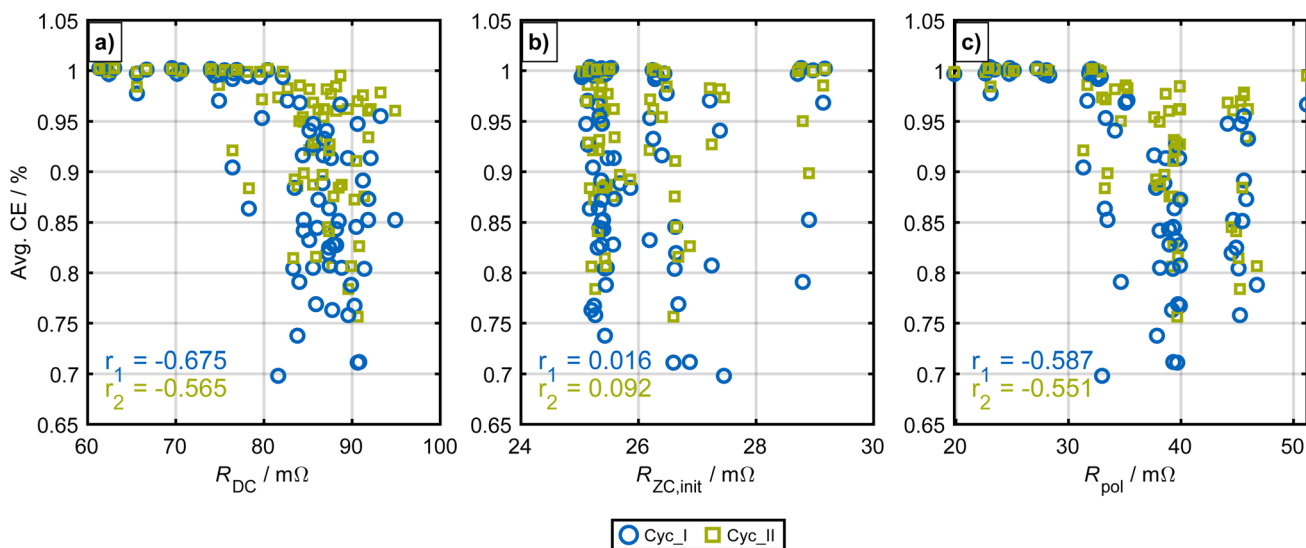 a)
Avg. CE / %
1.05
1
0.95
0.9
0.85
0.8
0.75
0.7
0.65
r1 = -0.675
r2 = -0.565
60
70
80
90
100
RDC / mΩ
b)
1.05
1
0.95
0.9
0.85
0.8
0.75
0.7
0.65
r1 = 0.016
r2 = 0.092
24
26
28
30
RZC,init / mΩ
c)
1.05
1
0.95
0.9
0.85
0.8
0.75
0.7
0.65
r1 = -0.587
r2 = -0.551
20
30
40
50
Rpol / mΩ
Cyc_I Cyc_II